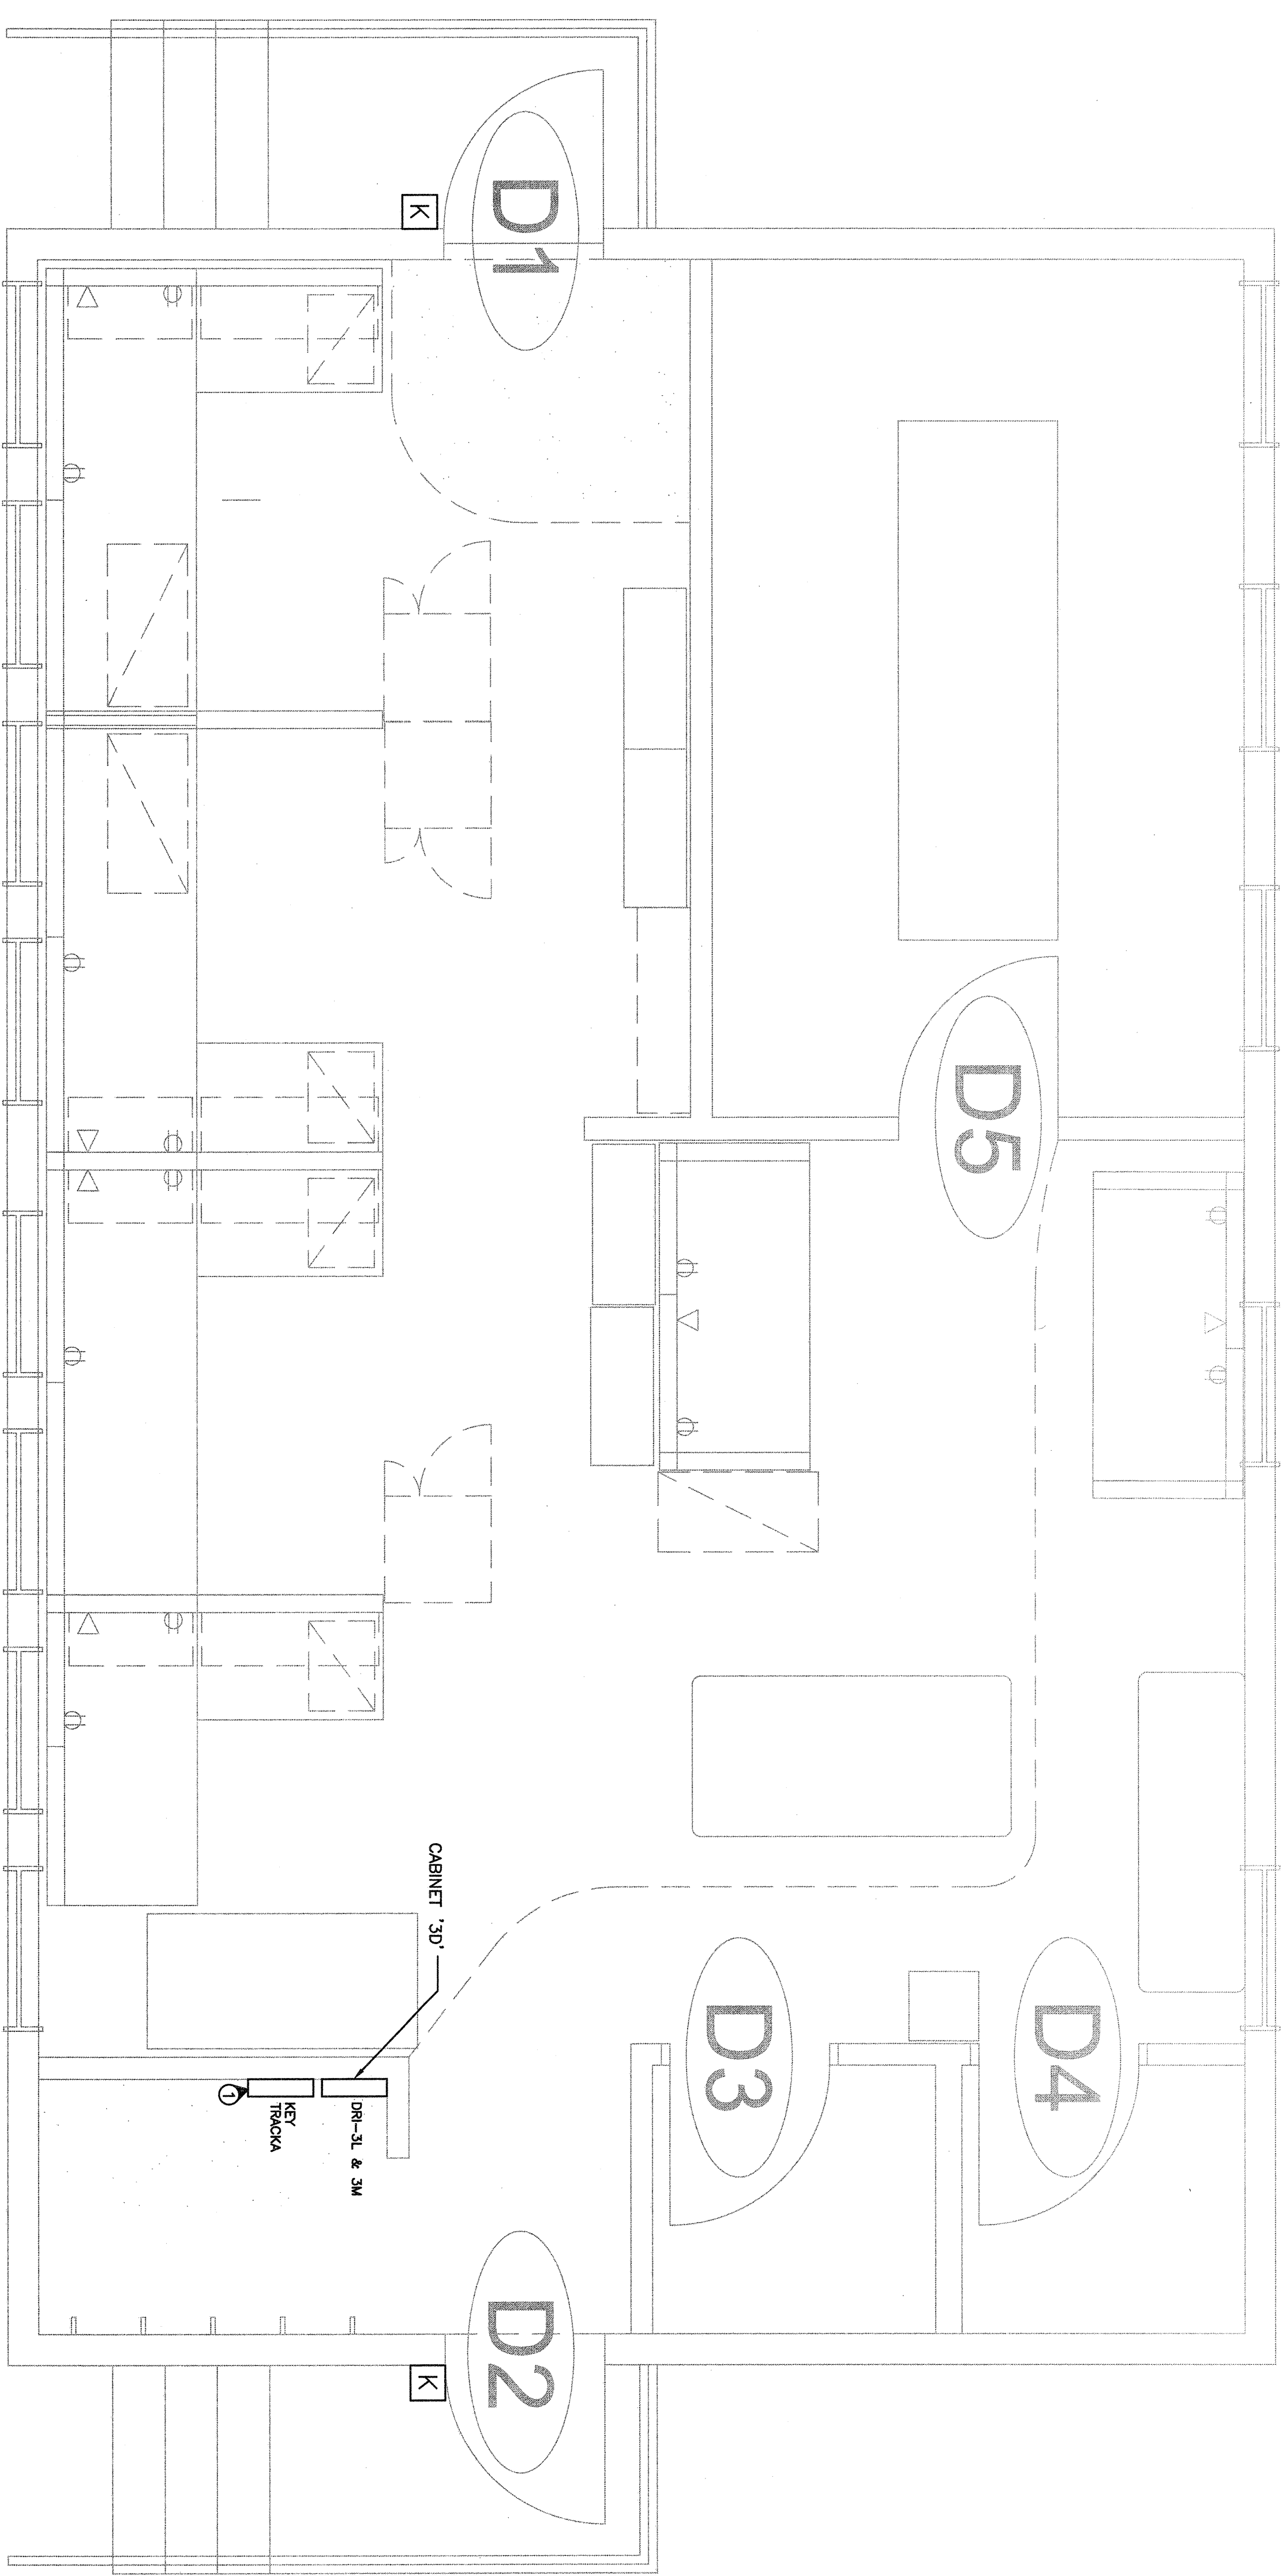 D1
K
D5
D4
D3
CABINET '3D'
DRI-3L & 3M
KEY
TRACKA
1
D2
K